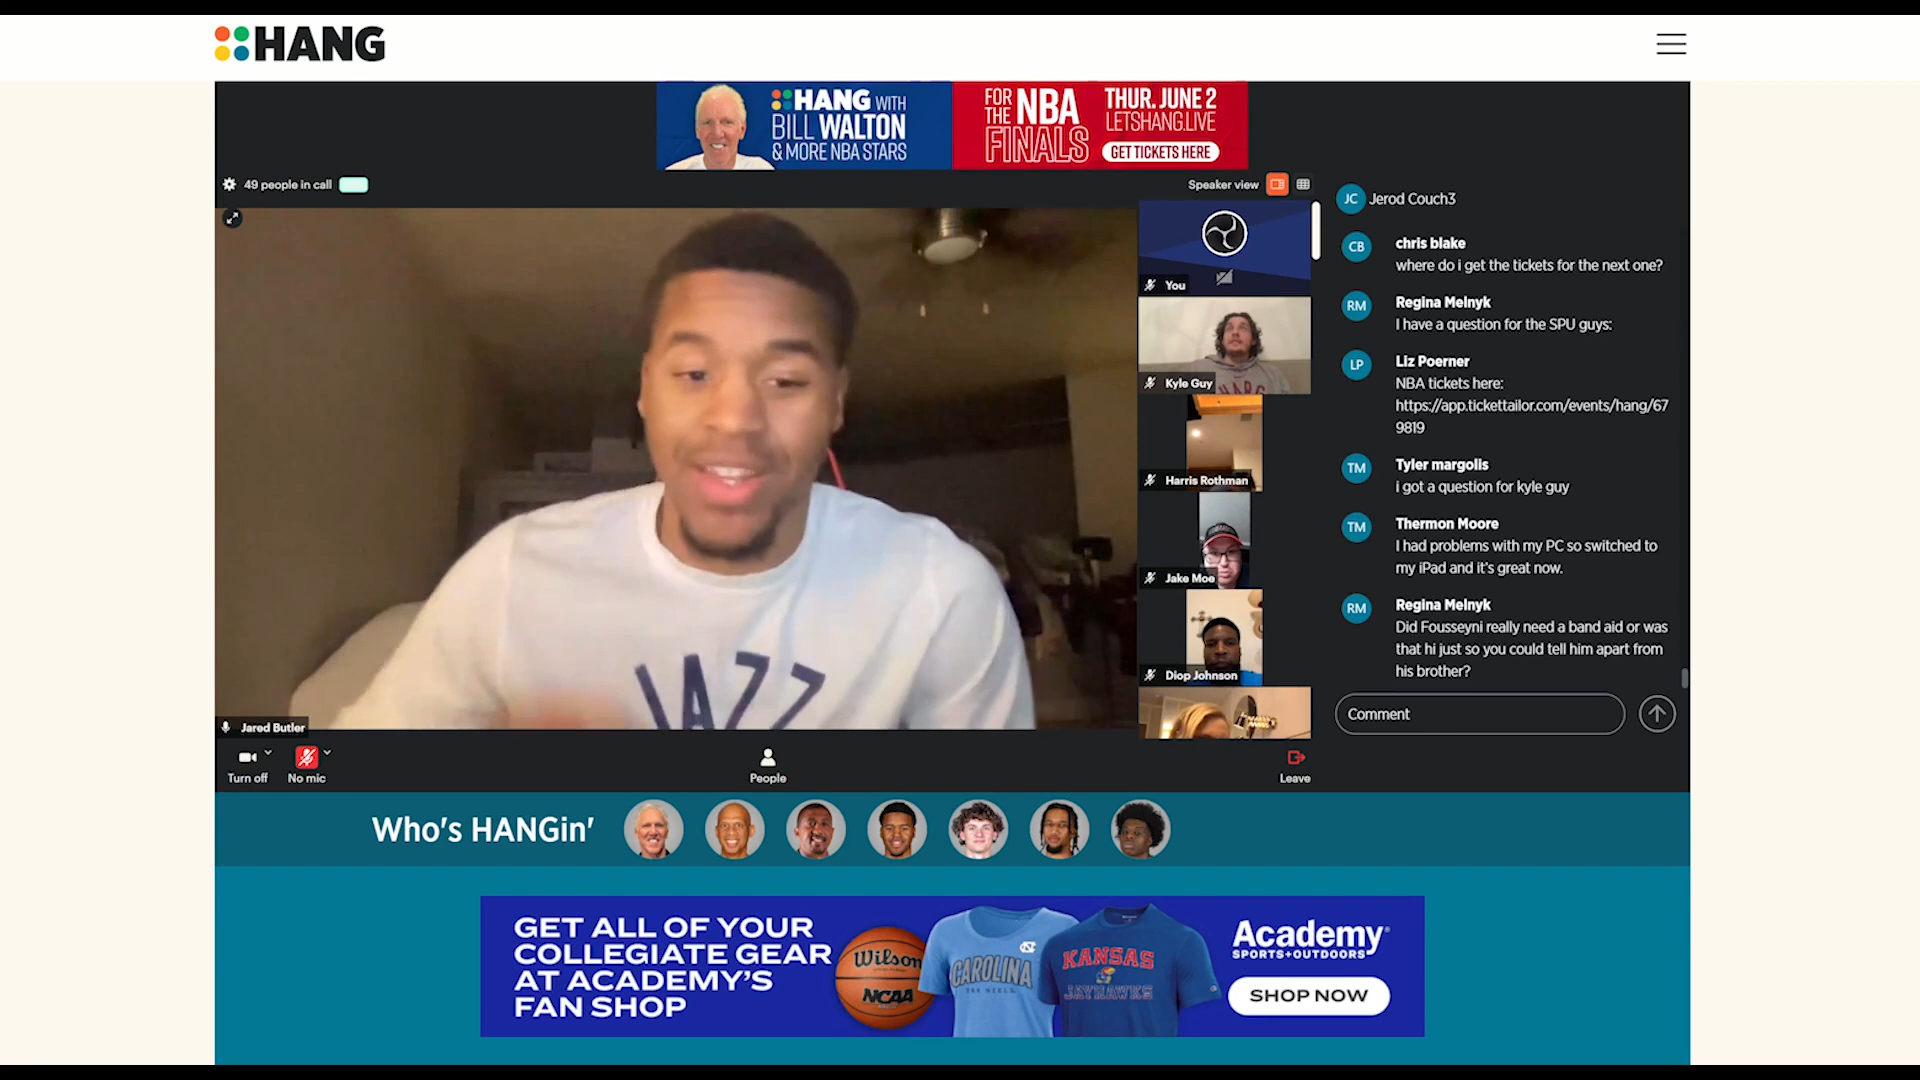 HANG
HANG WITH
BILL WALTON
& MORE NBA STARS
FOR THE NBA FINALS
THUR. JUNE 2
LETSHANG.LIVE
GET TICKETS HERE
49 people in call
Speaker view
You
Kyle Guy
Harris Rothman
Jake Moe
Diop Johnson
JAZZ
Jared Butler
Turn off
No mic
People
Leave
JC
Jerod Couch3
CB
chris blake
where do i get the tickets for the next one?
RM
Regina Melnyk
I have a question for the SPU guys:
LP
Liz Poerner
NBA tickets here:
https://app.tickettailor.com/events/hang/67
9819
TM
Tyler margolis
i got a question for kyle guy
TM
Thermon Moore
I had problems with my PC so switched to
my iPad and it's great now.
RM
Regina Melnyk
Did Fousseyni really need a band aid or was
that hi just so you could tell him apart from
his brother?
Comment
Who's HANGin'
GET ALL OF YOUR
COLLEGIATE GEAR
AT ACADEMY'S
FAN SHOP
Wilson
NCAA
NC
CAROLINA
TAR HEELS
KANSAS
JAYHAWKS
Academy
SPORTS+OUTDOORS
SHOP NOW